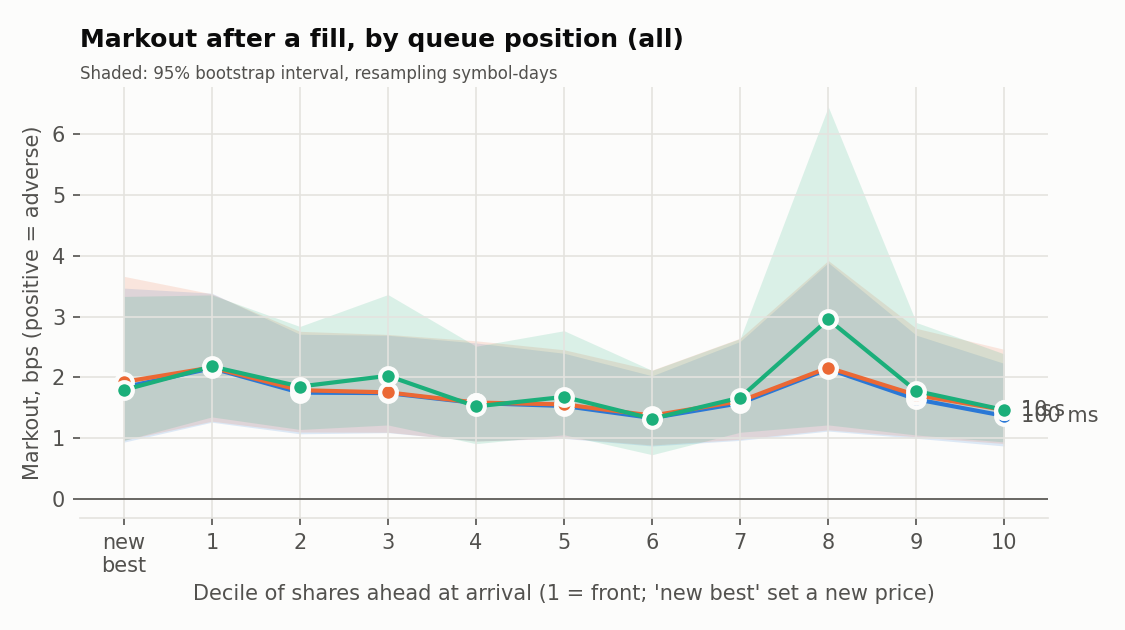 Markout after a fill, by queue position (all)
Shaded: 95% bootstrap interval, resampling symbol-days
Markout, bps (positive = adverse)
6
5
4
3
2
1
0
10 s
100 ms
new best
1
2
3
4
5
6
7
8
9
10
Decile of shares ahead at arrival (1 = front; 'new best' set a new price)